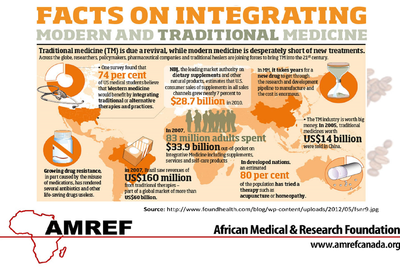 FACTS ON INTEGRATING
MODERN AND TRADITIONAL MEDICINE
Traditional medicine (TM) is due a revival, while modern medicine is desperately short of new treatments.
Across the globe, researchers, policymakers, pharmaceutical companies and traditional healers are joining forces to bring TM into the 21st century.
• One survey found that
74 per cent
of US medical students believe
that Western medicine
would benefit by integrating
traditional or alternative
therapies and practices.
NBJ, the leading market authority on
dietary supplements and other
natural products, estimates that U.S.
consumer sales of supplements in all sales
channels grew nearly 7 percent to
$28.7 billion in 2010.
it takes years for a
new drug to get through
the research and development
pipeline to manufacture and the
cost is enormous.
• The TM industry is worth big
money. In 2005, traditional
medicines worth
US$14 billion
were sold in China.
In 2007,
83 million adults spent
$33.9 billion out-of-pocket on
Integrative Medicine including supplements,
services and self-care products
Growing drug resistance,
in part caused by the misuse
of medications, has rendered
several antibiotics and other
life-saving drugs useless.
In 2007, Brazil saw revenues of
US$160 million
from traditional therapies –
part of a global market of more than
US$60 billion.
In developed nations,
an estimated
80 per cent
of the population has tried a
therapy such as
acupuncture or homeopathy.
Source: http://www.foundhealth.com/blog/wp-content/uploads/2012/05/
AMREF
African Medical & Research Foundation
www.amrefcanada.org